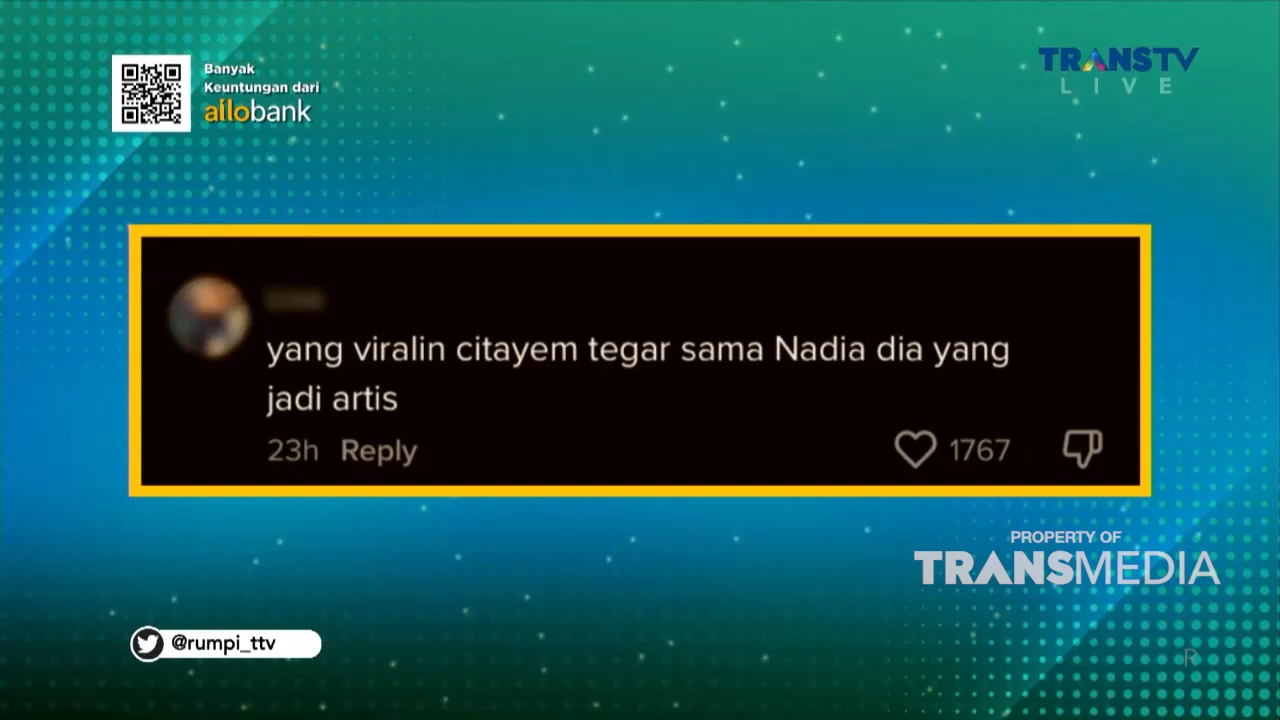 Banyak
Keuntungan dari
allobank
TRANSTV
LIVE
yang viralin citayem tegar sama Nadia dia yang
jadi artis
23h Reply
1767
PROPERTY OF
TRANSMEDIA
@rumpi_ttv
R